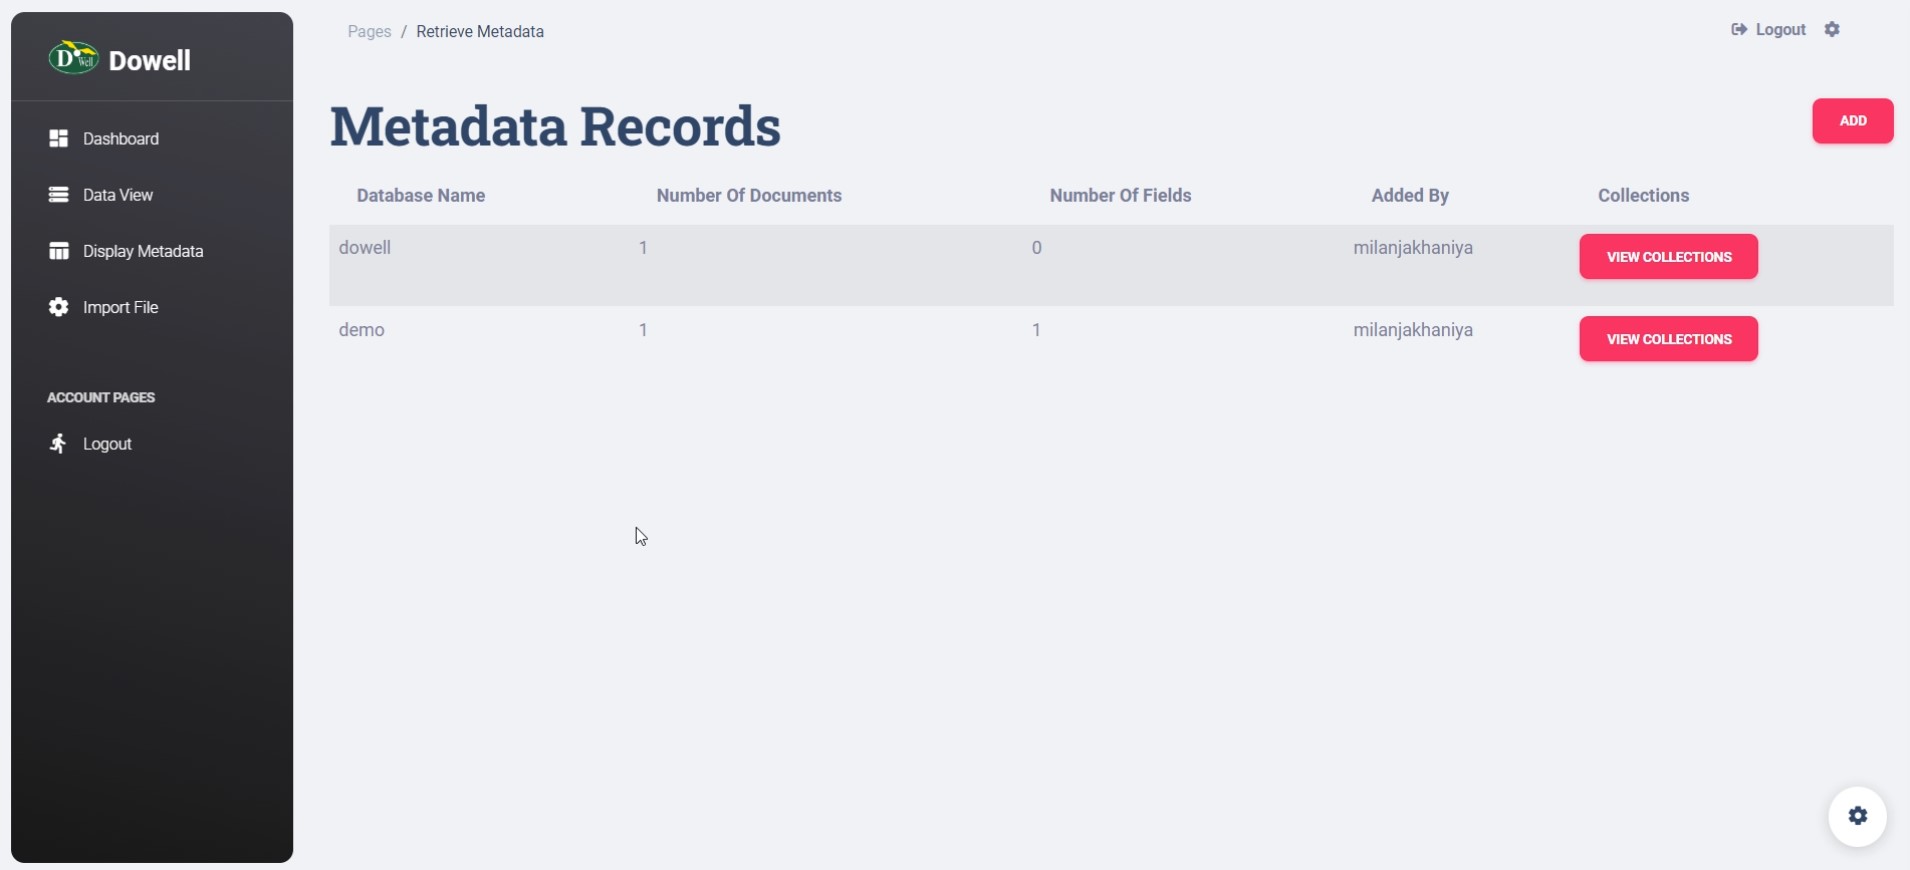 D Well Dowell
Dashboard
Data View
Display Metadata
Import File
ACCOUNT PAGES
Logout
Pages / Retrieve Metadata
Logout
Metadata Records
ADD
Database Name Number Of Documents Number Of Fields Added By Collections
dowell 1 0 milanjakhaniya VIEW COLLECTIONS
demo 1 1 milanjakhaniya VIEW COLLECTIONS